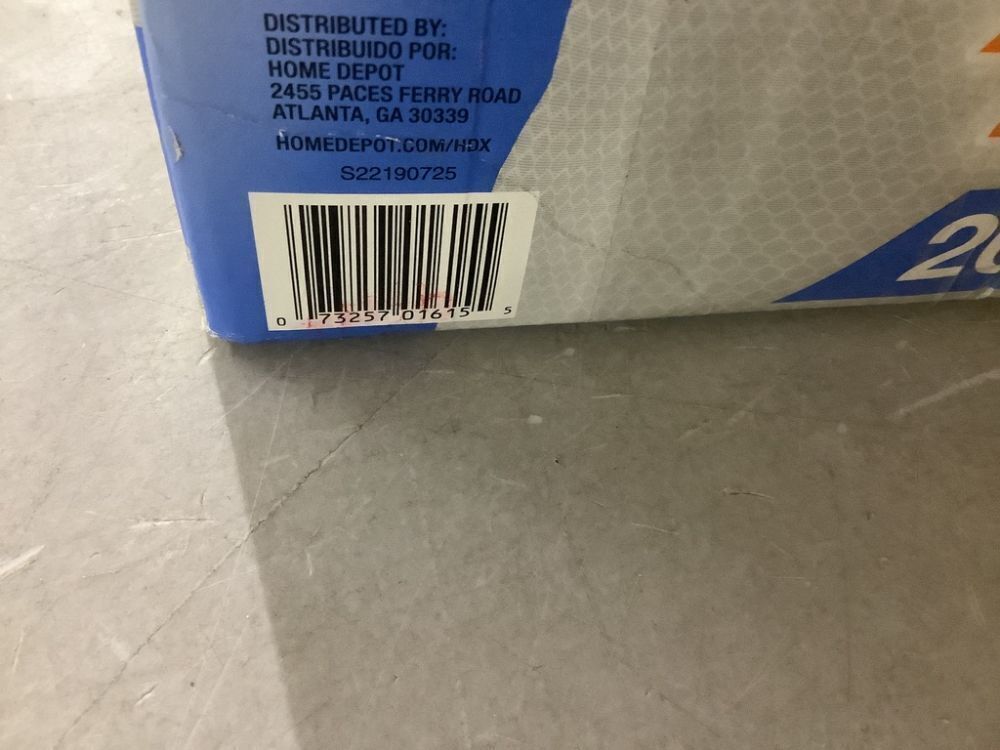 DISTRIBUTED BY:
DISTRIBUIDO POR:
HOME DEPOT
2455 PACES FERRY ROAD
ATLANTA, GA 30339
HOMEDEPOT.COM/HDX
S22190725
0 73257 01615 5